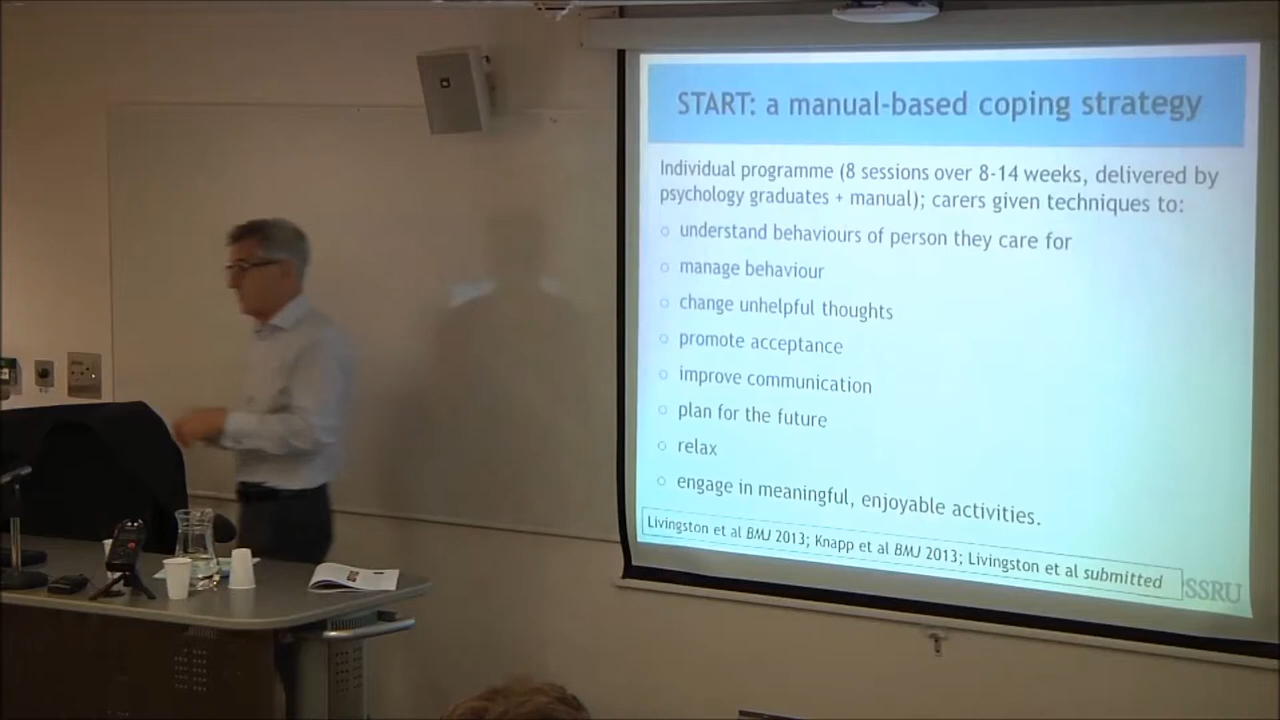 START: a manual-based coping strategy
Individual programme (8 sessions over 8-14 weeks, delivered by
psychology graduates + manual); carers given techniques to:
○ understand behaviours of person they care for
○ manage behaviour
○ change unhelpful thoughts
○ promote acceptance
○ improve communication
○ plan for the future
○ relax
○ engage in meaningful, enjoyable activities.
Livingston et al BMJ 2013; Knapp et al BMJ 2013; Livingston et al submitted
SSRU